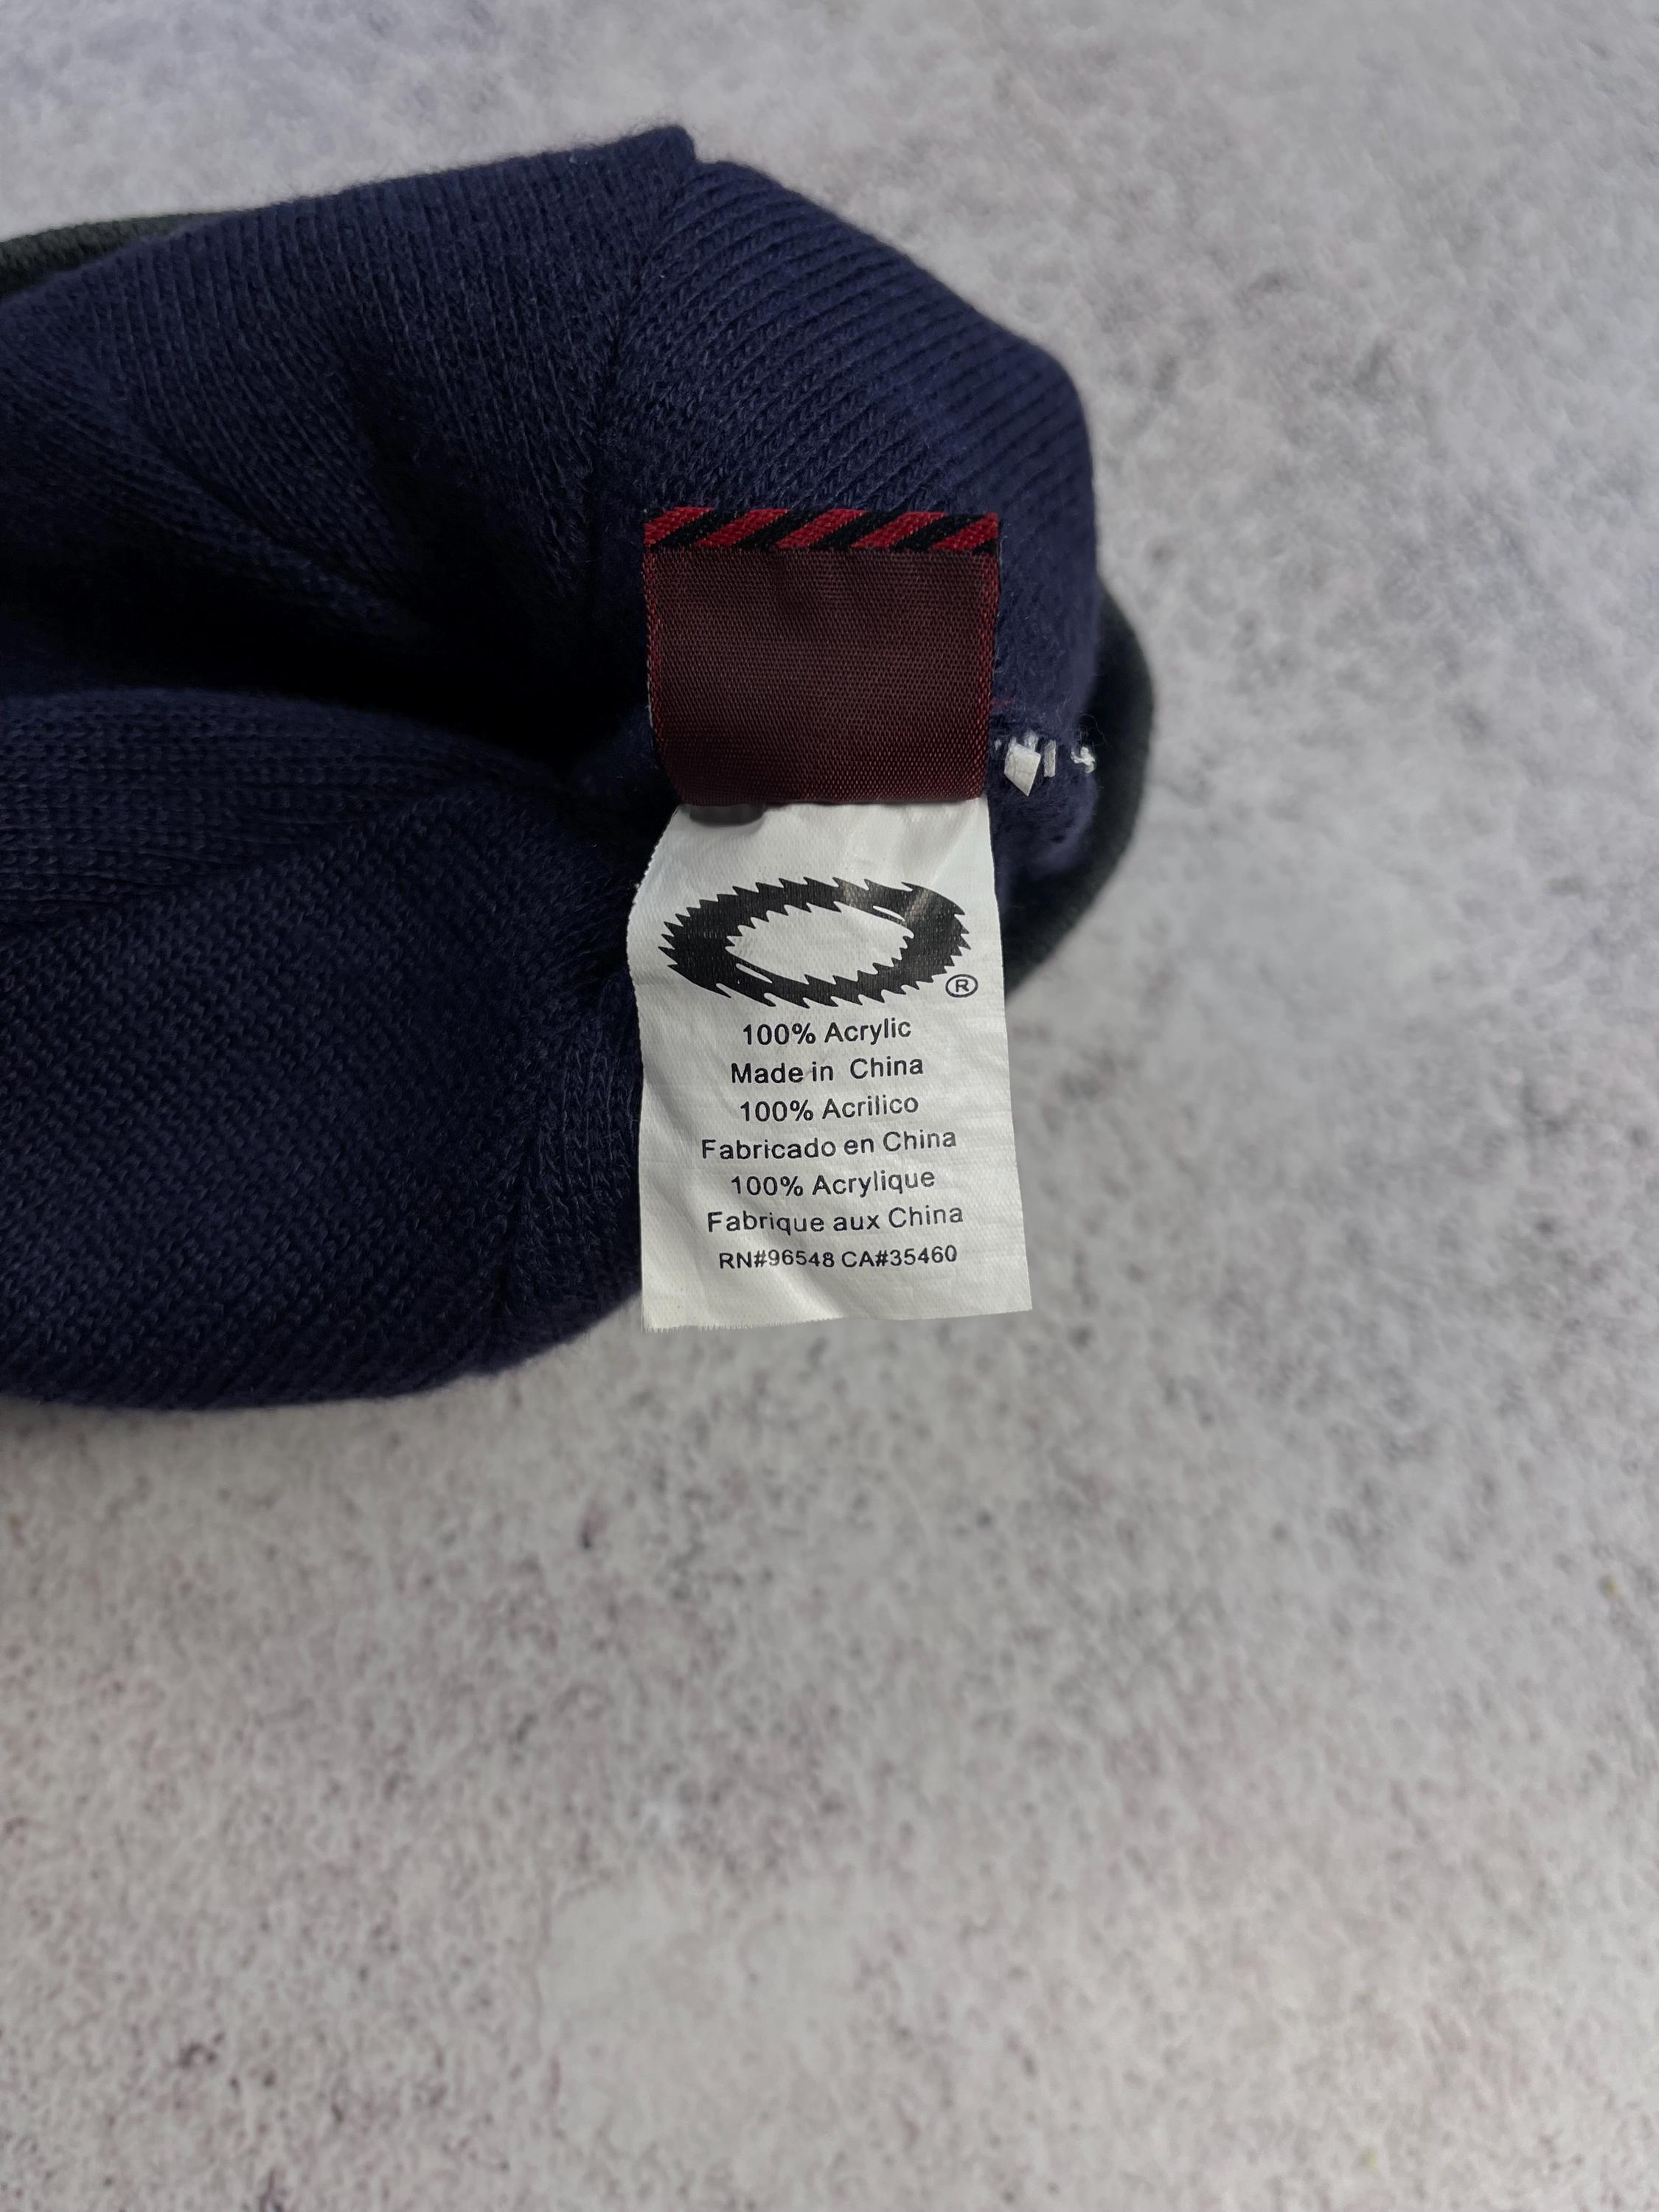 ®
100% Acrylic
Made in China
100% Acrilico
Fabricado en China
100% Acrylique
Fabrique aux China
RN#96548 CA#35460